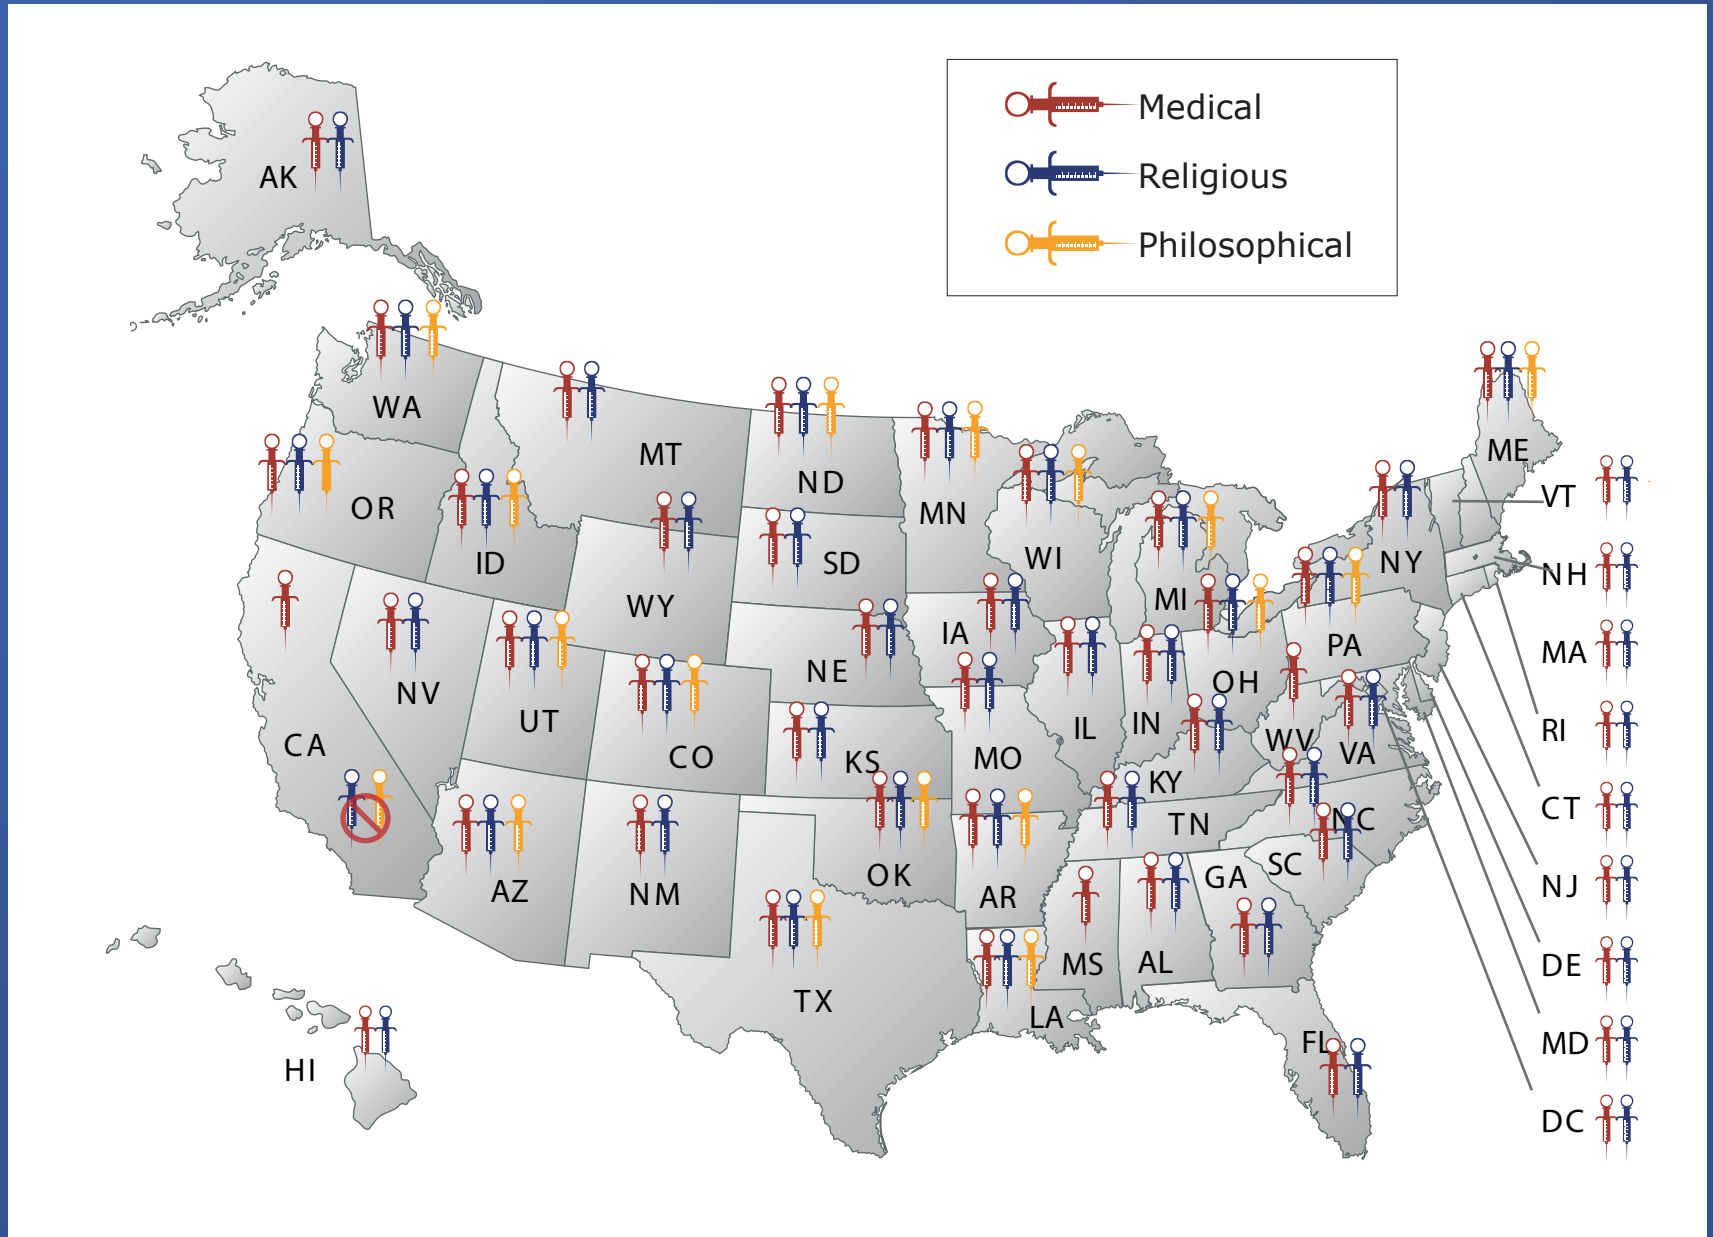 Medical
Religious
Philosophical
AK
WA
MT
ND
ME
OR
MN
VT
ID
SD
WI
NY
NH
WY
MI
IA
PA
MA
NE
NV
OH
UT
IL
IN
RI
CA
CO
KS
MO
WV
VA
KY
CT
TN
NC
AZ
NM
OK
AR
SC
GA
NJ
TX
MS
AL
DE
LA
FL
MD
HI
DC